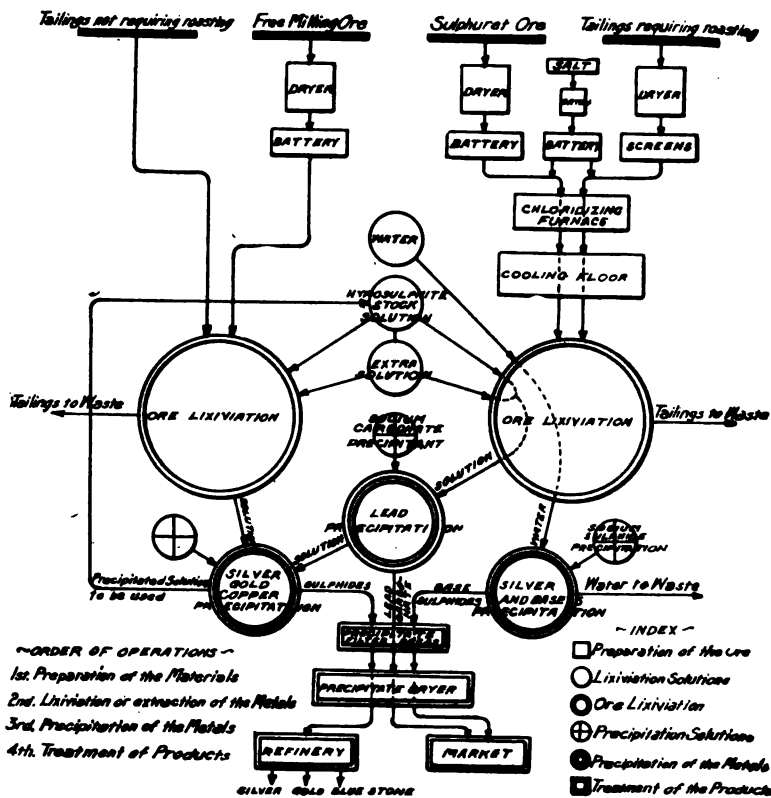 Tailings not requiring roasting
Free Milling Ore
Sulphurst Ore
Tailings requiring roasting
SALT
DRYER
DRYER
DRYER
DRYER
BATTERY
BATTERY
BATTERY
SCREENS
CHLORIDIZING
FURNACE
WATER
COOLING FLOOR
HYPOSULPHITE
STOCK
SOLUTION
EXTRA
SOLUTION
Tailings to Waste
ORE LIXIVIATION
ORE LIXIVIATION
Tailings to Waste
SODIUM
CARBONATE
PRECIPITANT
SOLUTION
SOLUTION
LEAD
PRECIPITATION
SOLUTION
WATER
SODIUM
SULPHIDE
PRECIPITATION
Precipitated Solution
to be used
SILVER
GOLD
COPPER
PRECIPITATION
SULPHIDES
LEAD
BASE
SULPHIDES
SILVER
AND BASES
PRECIPITATION
Water to Waste
PRECIPITATE DRYER
REFINERY
MARKET
SILVER GOLD BLUE STONE
~ORDER OF OPERATIONS~
1st. Preparation of the Materials
2nd. Lixiviation or extraction of the Metals
3rd. Precipitation of the Metals
4th. Treatment of Products
~INDEX~
Preparation of the Ore
Lixiviation Solutions
Ore Lixiviation
Precipitation Solutions
Precipitation of the Metals
Treatment of the Products